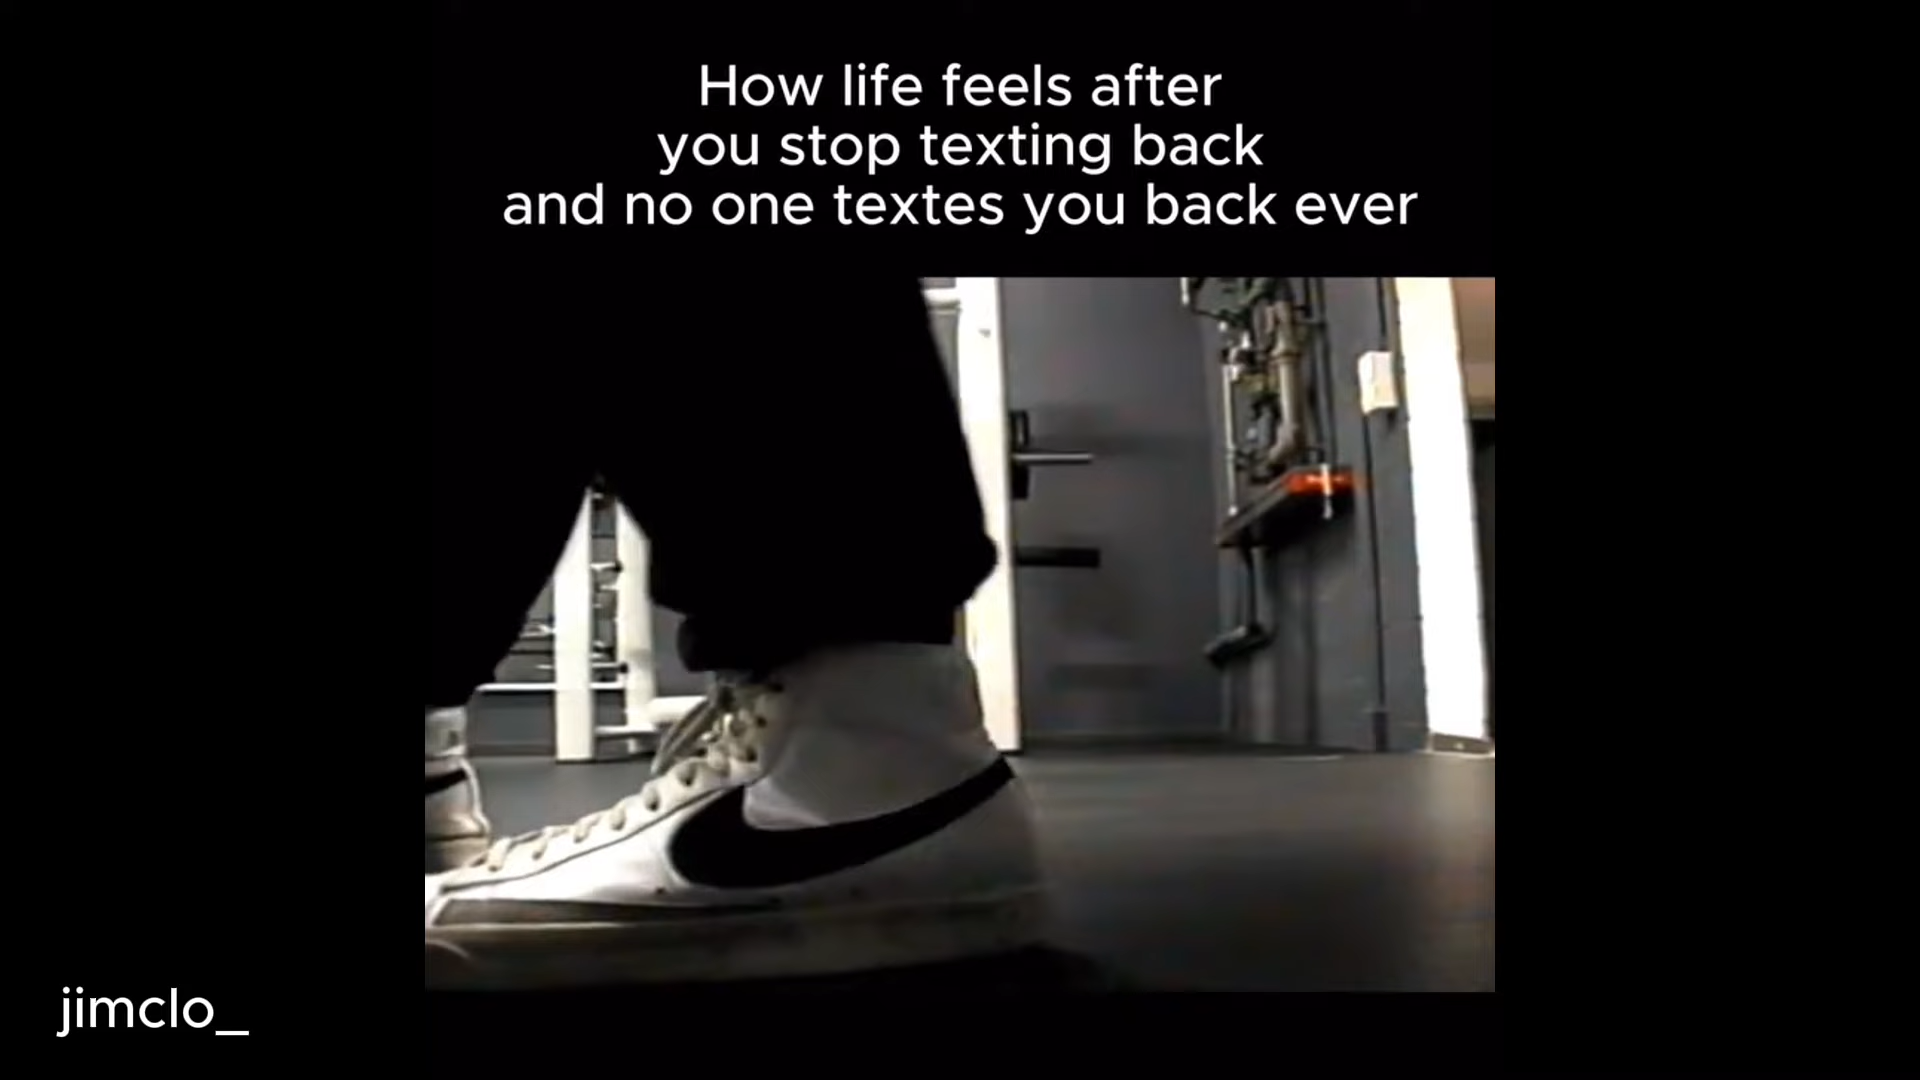 How life feels after
you stop texting back
and no one textes you back ever
jimclo_